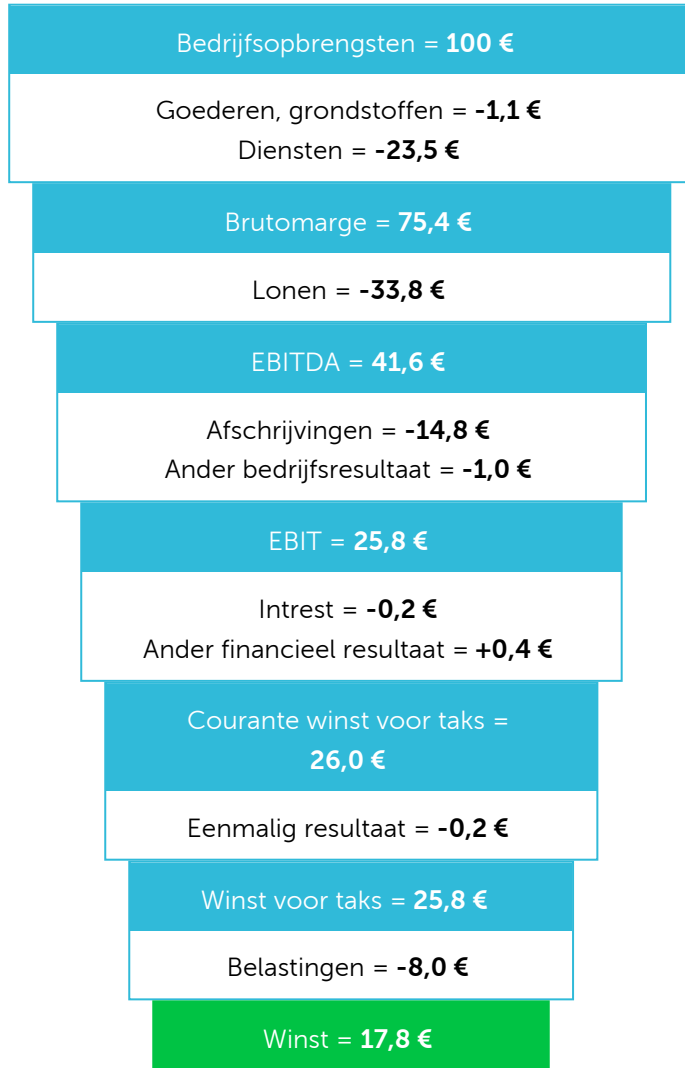 Bedrijfsopbrengsten = 100 €
Goederen, grondstoffen = -1,1 €
Diensten = -23,5 €
Brutomarge = 75,4 €
Lonen = -33,8 €
EBITDA = 41,6 €
Afschrijvingen = -14,8 €
Ander bedrijfsresultaat = -1,0 €
EBIT = 25,8 €
Intrest = -0,2 €
Ander financieel resultaat = +0,4 €
Courante winst voor taks =
26,0 €
Eenmalig resultaat = -0,2 €
Winst voor taks = 25,8 €
Belastingen = -8,0 €
Winst = 17,8 €